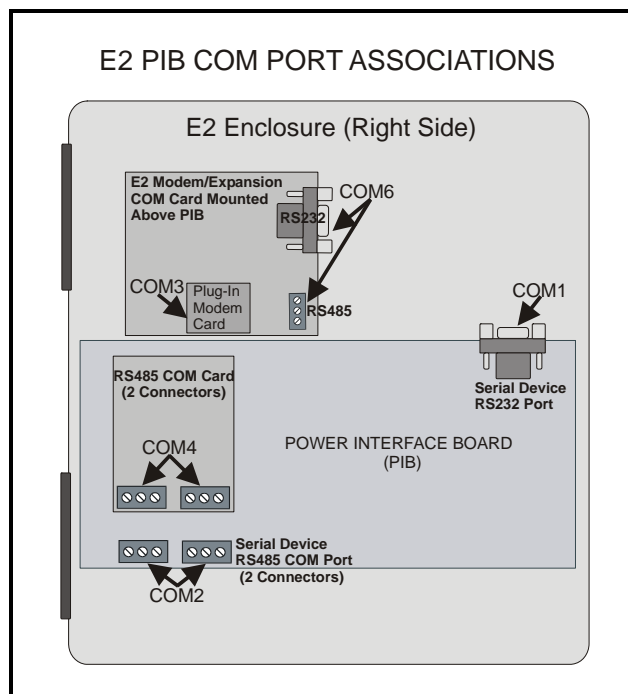 E2 PIB COM PORT ASSOCIATIONS
E2 Enclosure (Right Side)
E2 Modem/Expansion
COM Card Mounted
Above PIB
RS232
COM6
COM3
Plug-In
Modem
Card
RS485
COM1
Serial Device
RS232 Port
RS485 COM Card
(2 Connectors)
COM4
POWER INTERFACE BOARD
(PIB)
Serial Device
RS485 COM Port
(2 Connectors)
COM2